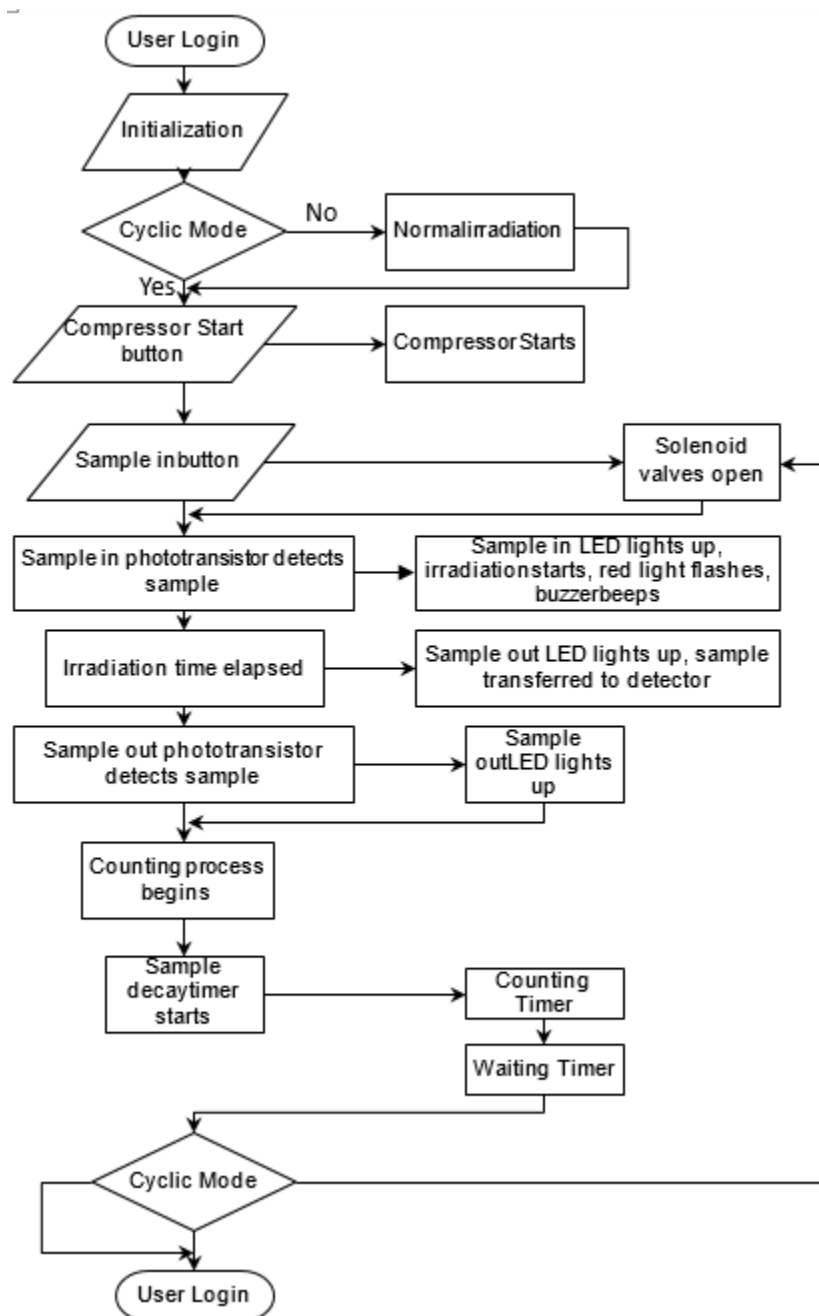 User Login
Initialization
Cyclic Mode
No
Normalirradiation
Yes
Compressor Start
button
CompressorStarts
Sample inbutton
Solenoid
valves open
Sample in phototransistor detects
sample
Sample in LED lights up,
irradiationstarts, red light flashes,
buzzerbeeps
Irradiation time elapsed
Sample out LED lights up, sample
transferred to detector
Sample out phototransistor
detects sample
Sample
outLED lights
up
Counting process
begins
Sample
decaytimer
starts
Counting
Timer
Waiting Timer
Cyclic Mode
User Login